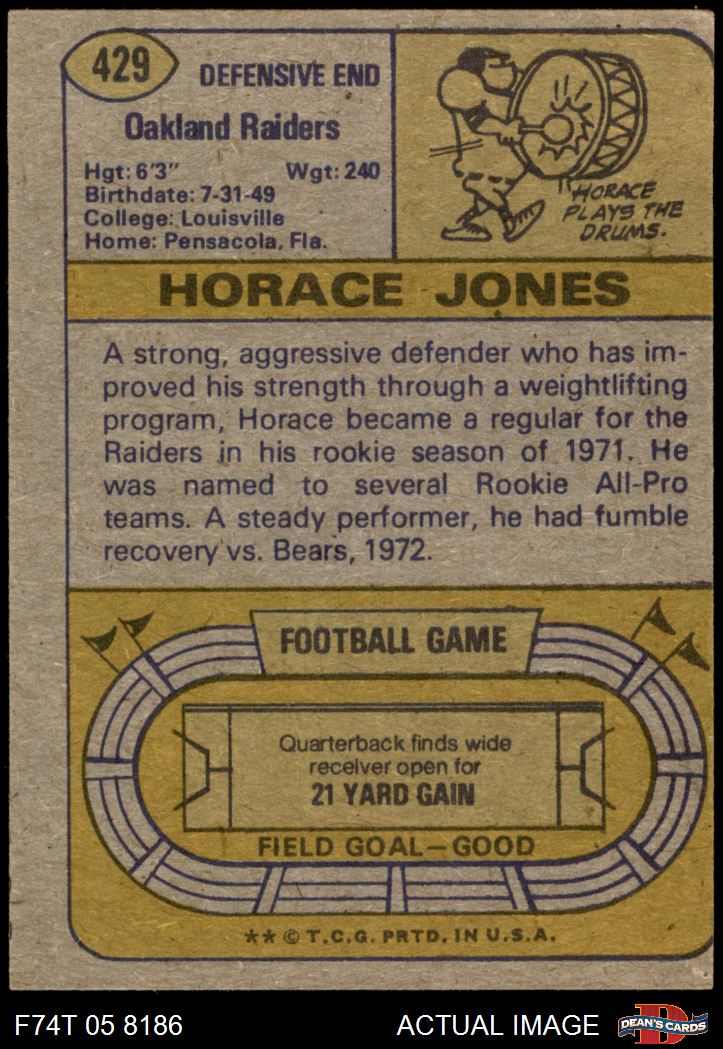 429
DEFENSIVE END
Oakland Raiders
Hgt: 6'3" Wgt: 240
Birthdate: 7-31-49
College: Louisville
Home: Pensacola, Fla.
HORACE
PLAYS THE
DRUMS.
HORACE JONES
A strong, aggressive defender who has im-
proved his strength through a weightlifting
program, Horace became a regular for the
Raiders in his rookie season of 1971. He
was named to several Rookie All-Pro
teams. A steady performer, he had fumble
recovery vs. Bears, 1972.
FOOTBALL GAME
Quarterback finds wide
receiver open for
21 YARD GAIN
FIELD GOAL—GOOD
** © T.C.G. PRTD. IN U.S.A.
F74T 05 8186 ACTUAL IMAGE
D
DEAN'S CARDS